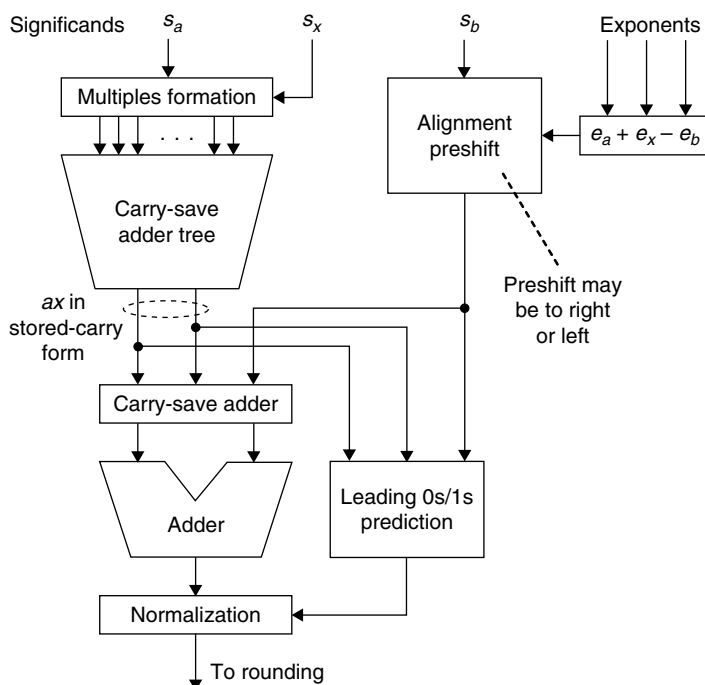 Significands
s_a
s_x
s_b
Exponents
Multiples formation
. . .
Alignment
preshift
e_a + e_x − e_b
Carry-save
adder tree
Preshift may
be to right
or left
ax in
stored-carry
form
Carry-save adder
Adder
Leading 0s/1s
prediction
Normalization
To rounding